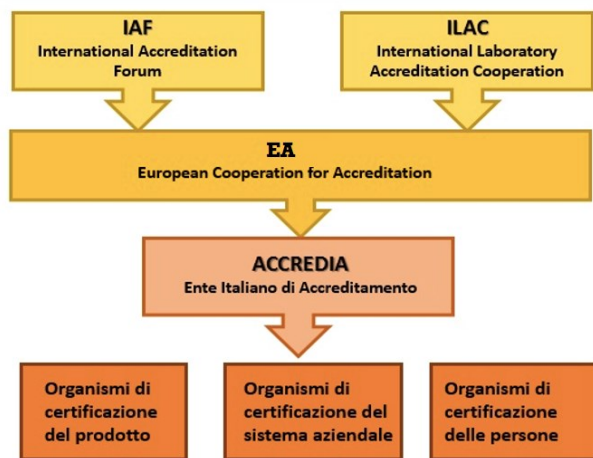 IAF
International Accreditation
Forum
ILAC
International Laboratory
Accreditation Cooperation
EA
European Cooperation for Accreditation
ACCREDIA
Ente Italiano di Accreditamento
Organismi di
certificazione
del prodotto
Organismi di
certificazione del
sistema aziendale
Organismi di
certificazione
delle persone